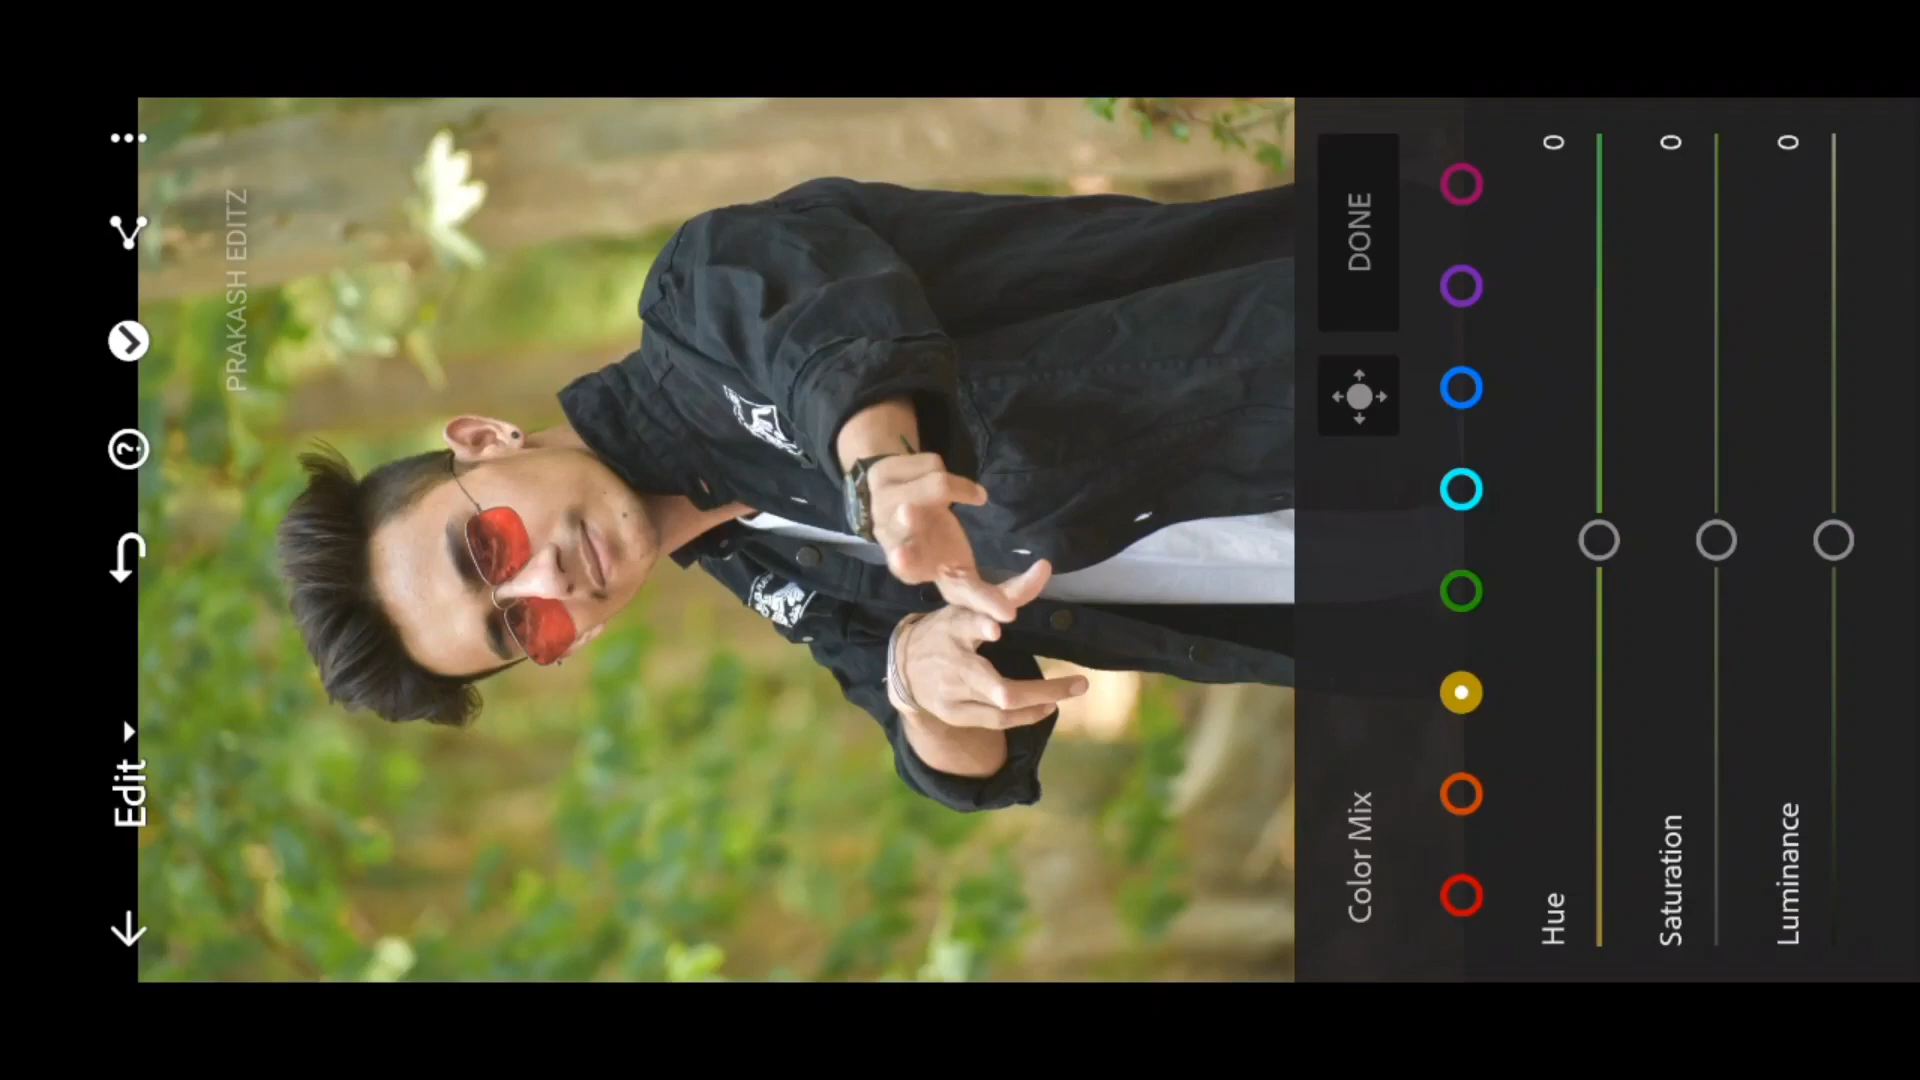 Edit
PRAKASH EDITZ
Color Mix
DONE
Hue
0
Saturation
0
Luminance
0